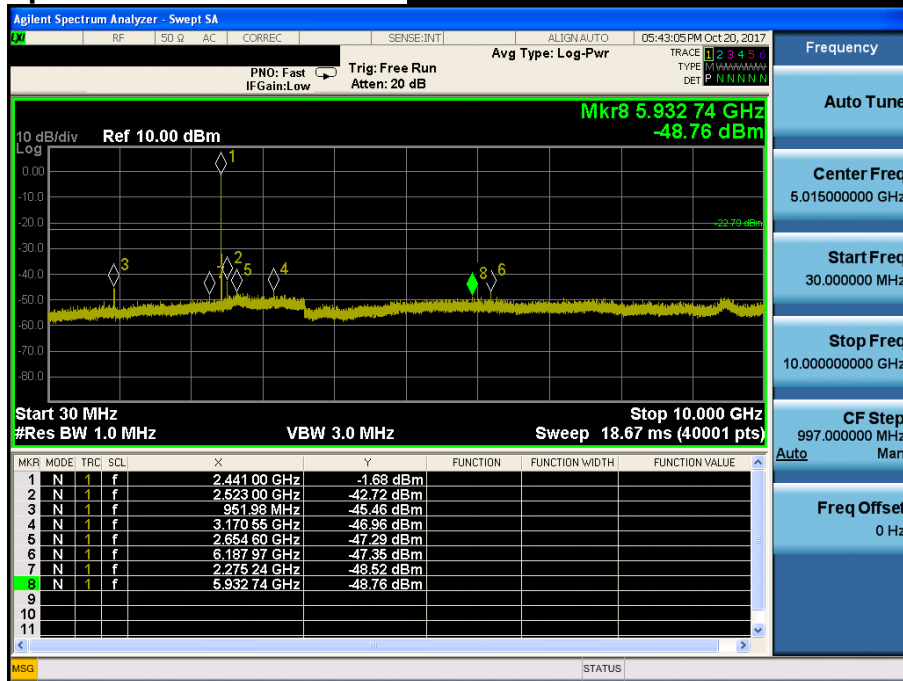 Agilent Spectrum Analyzer - Swept SA
LXI RF 50 Ω AC CORREC SENSE:INT ALIGN AUTO 05:43:05 PM Oct 20, 2017
Avg Type: Log-Pwr TRACE 1 2 3 4 5 6
PNO: Fast Trig: Free Run TYPE M WWWWW
IFGain:Low Atten: 20 dB DET P N N N N N
Mkr8 5.932 74 GHz
-48.76 dBm
10 dB/div Ref 10.00 dBm
Log
0.00
-10.0
-20.0
-22.79 dBm
-30.0
-40.0
-50.0
-60.0
-70.0
-80.0
1
3 7 2 5 4 8 6
Start 30 MHz Stop 10.000 GHz
#Res BW 1.0 MHz VBW 3.0 MHz Sweep 18.67 ms (40001 pts)
MKR MODE TRC SCL X Y FUNCTION FUNCTION WIDTH FUNCTION VALUE
1 N 1 f 2.441 00 GHz -1.68 dBm
2 N 1 f 2.523 00 GHz -42.72 dBm
3 N 1 f 951.98 MHz -45.46 dBm
4 N 1 f 3.170 55 GHz -46.96 dBm
5 N 1 f 2.654 60 GHz -47.29 dBm
6 N 1 f 6.187 97 GHz -47.35 dBm
7 N 1 f 2.275 24 GHz -48.52 dBm
8 N 1 f 5.932 74 GHz -48.76 dBm
9
10
11
MSG STATUS
Frequency
Auto Tune
Center Freq
5.015000000 GHz
Start Freq
30.000000 MHz
Stop Freq
10.000000000 GHz
CF Step
997.000000 MHz
Auto Man
Freq Offset
0 Hz